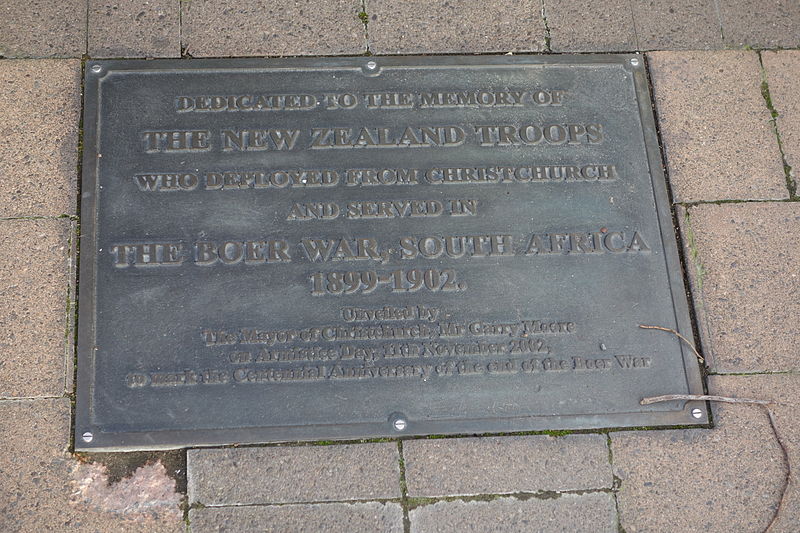 DEDICATED TO THE MEMORY OF
THE NEW ZEALAND TROOPS
WHO DEPLOYED FROM CHRISTCHURCH
AND SERVED IN
THE BOER WAR, SOUTH AFRICA
1899-1902.
Unveiled by
The Mayor of Christchurch, Mr Garry Moore
on Armistice Day, 11th November 2002,
to mark the Centennial Anniversary of the end of the Boer War